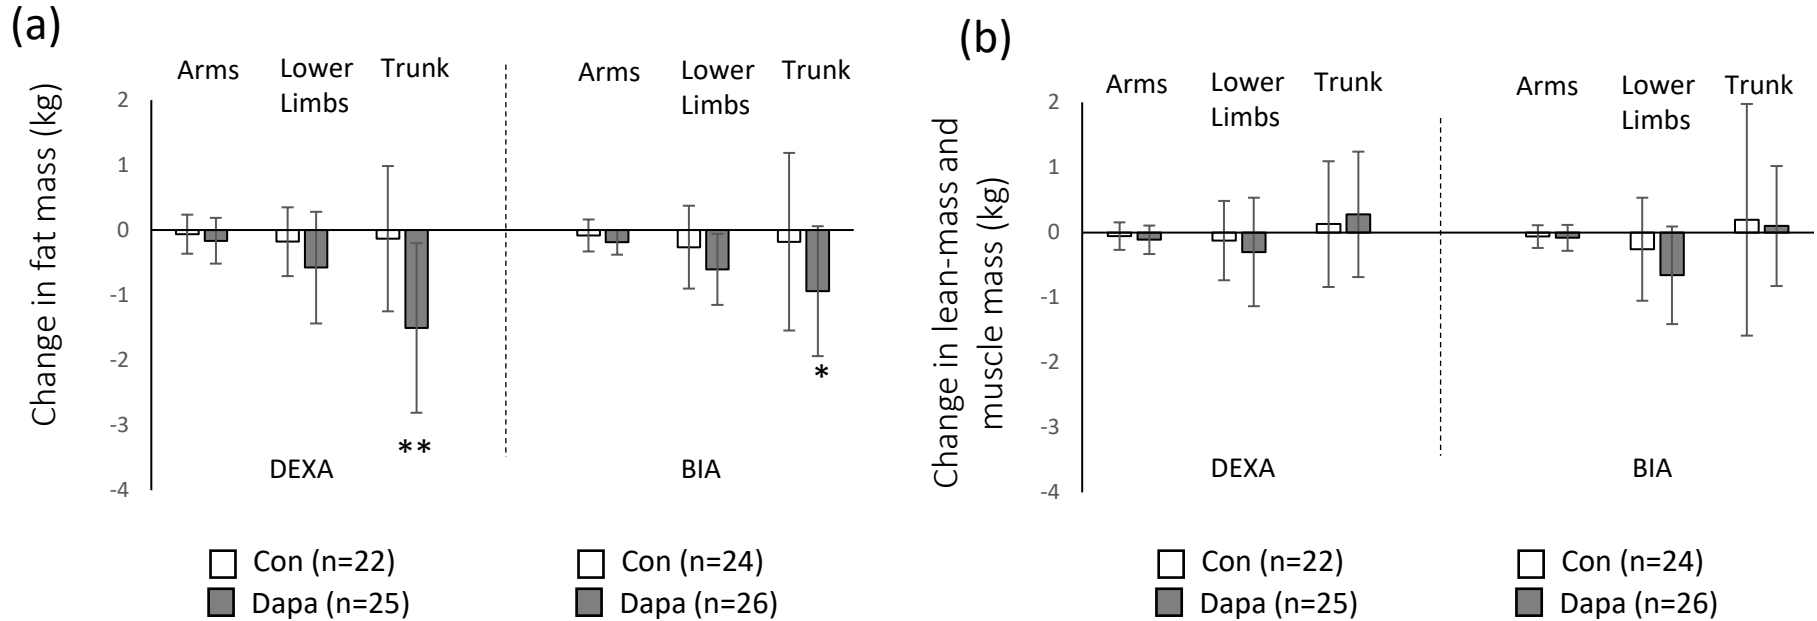 (a)
Change in fat mass (kg)
Arms
Lower
Limbs
Trunk
Arms
Lower
Limbs
Trunk
2
1
0
-1
-2
-3
-4
**
*
DEXA
BIA
Con (n=22)
Dapa (n=25)
Con (n=24)
Dapa (n=26)
(b)
Change in lean-mass and
muscle mass (kg)
Arms
Lower
Limbs
Trunk
Arms
Lower
Limbs
Trunk
2
1
0
-1
-2
-3
-4
DEXA
BIA
Con (n=22)
Dapa (n=25)
Con (n=24)
Dapa (n=26)